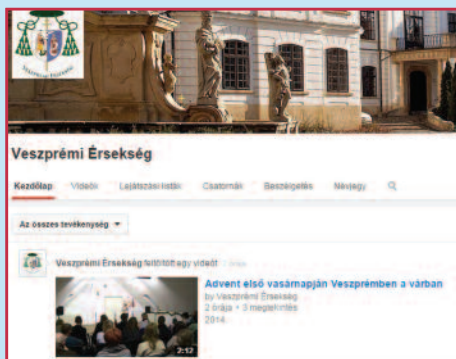 Veszprémi Érsekség
Kezdőlap Videók Lejátszási listák Csatornák Beszélgetés Névjegy
Az összes tevékenység
Veszprémi Érsekség feltöltött egy videót
Advent első vasárnapján Veszprémben a várban
by Veszprémi Érsekség
2 órája • 3 megtekintés
2014
2:12